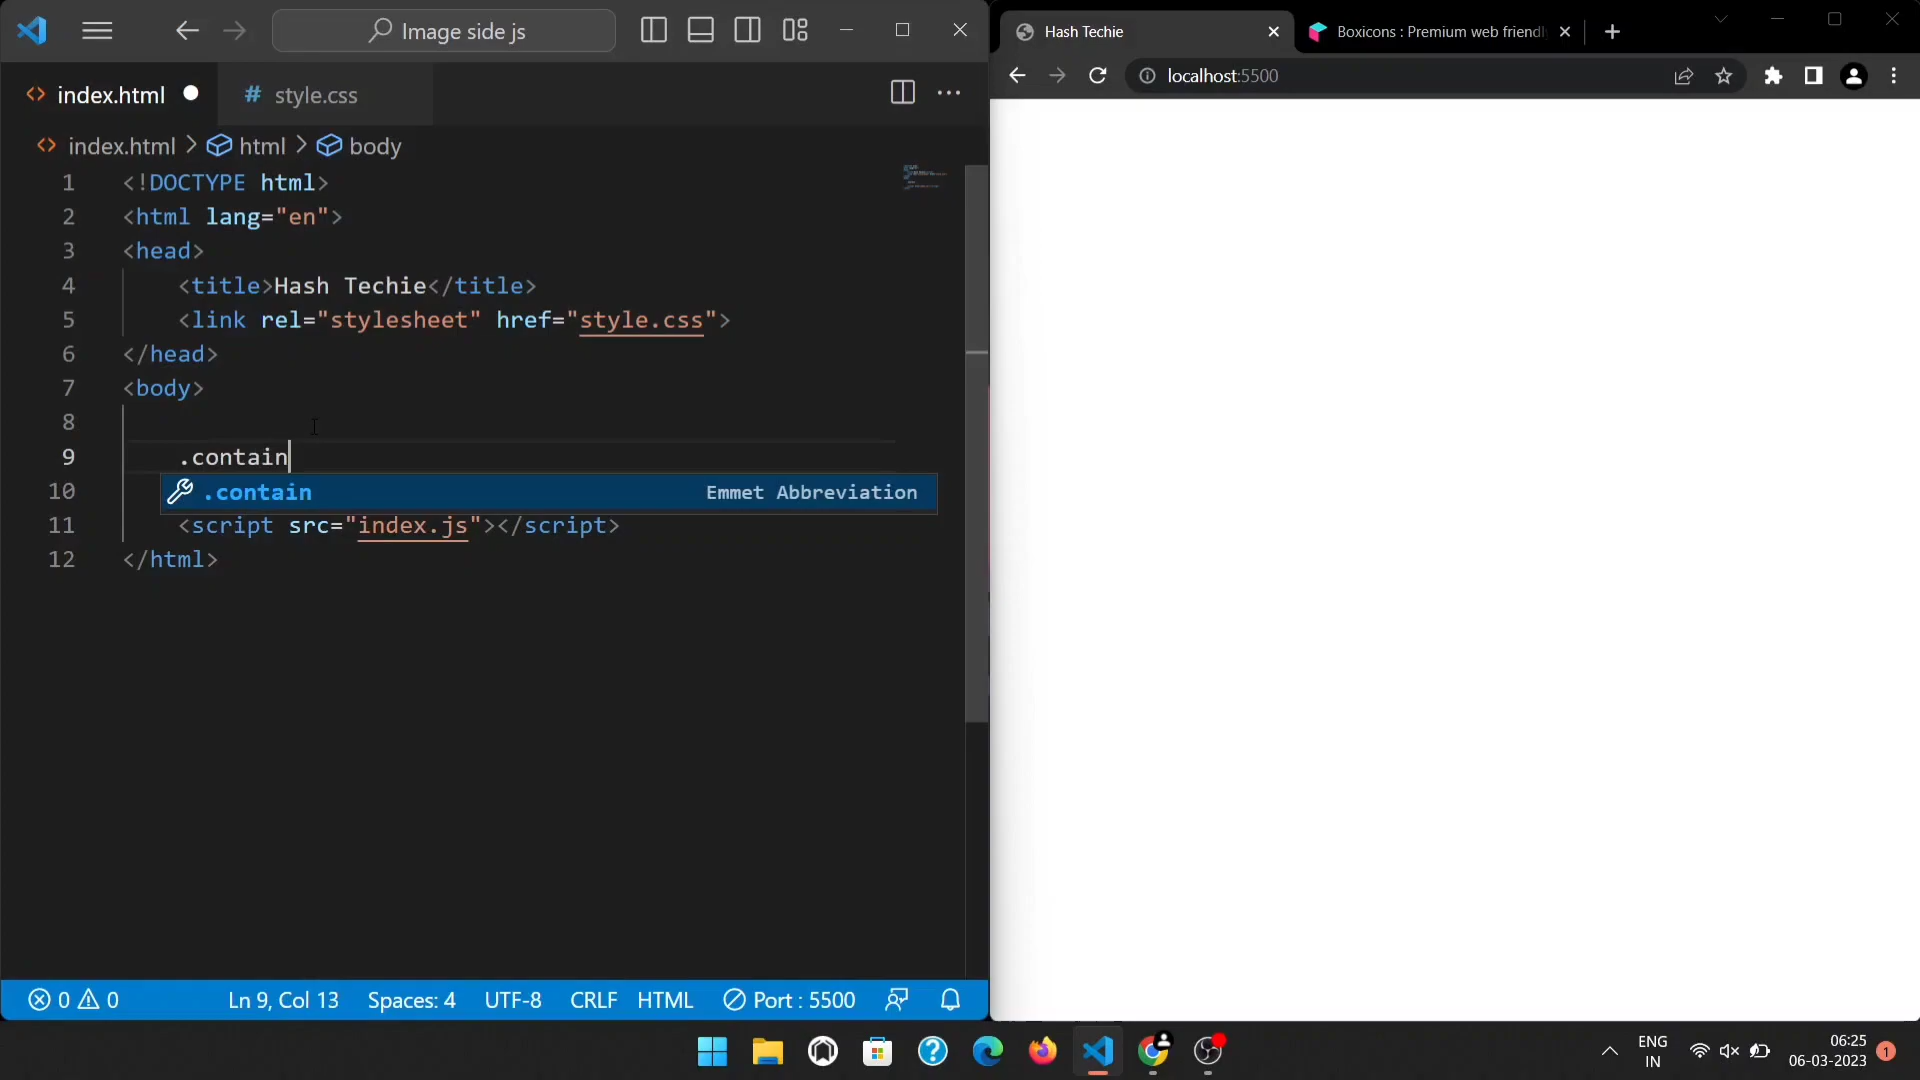 Image side js
index.html
# style.css
index.html > html > body
1 <!DOCTYPE html>
2 <html lang="en">
3 <head>
4 <title>Hash Techie</title>
5 <link rel="stylesheet" href="style.css">
6 </head>
7 <body>
8
9 .contain
.contain Emmet Abbreviation
10
11 <script src="index.js"></script>
12 </html>
0 0 Ln 9, Col 13 Spaces: 4 UTF-8 CRLF HTML Port : 5500
Hash Techie
Boxicons : Premium web friend
localhost:5500
ENG
IN
06:25
06-03-2023
1